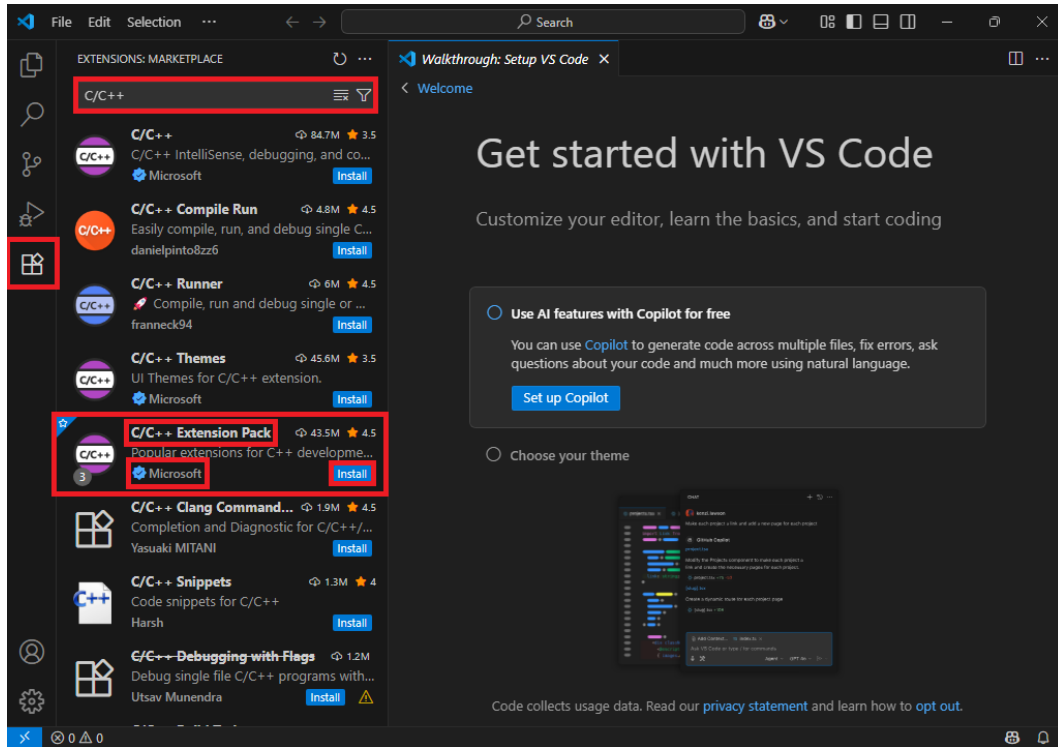 File Edit Selection ··· Search
EXTENSIONS: MARKETPLACE
C/C++
C/C++ 84.7M 3.5
C/C++ IntelliSense, debugging, and co...
Microsoft Install
C/C++ Compile Run 4.8M 4.5
Easily compile, run, and debug single C...
danielpinto8zz6 Install
C/C++ Runner 6M 4.5
Compile, run and debug single or ...
franneck94 Install
C/C++ Themes 45.6M 3.5
UI Themes for C/C++ extension.
Microsoft Install
C/C++ Extension Pack 43.5M 4.5
Popular extensions for C++ developme...
3 Microsoft Install
C/C++ Clang Command... 1.9M 4.5
Completion and Diagnostic for C/C++/...
Yasuaki MITANI Install
C/C++ Snippets 1.3M 4
Code snippets for C/C++
Harsh Install
C/C++ Debugging with Flags 1.2M
Debug single file C/C++ programs with...
Utsav Munendra Install
0 0
Walkthrough: Setup VS Code
Welcome
Get started with VS Code
Customize your editor, learn the basics, and start coding
Use AI features with Copilot for free
You can use Copilot to generate code across multiple files, fix errors, ask
questions about your code and much more using natural language.
Set up Copilot
Choose your theme
Code collects usage data. Read our privacy statement and learn how to opt out.